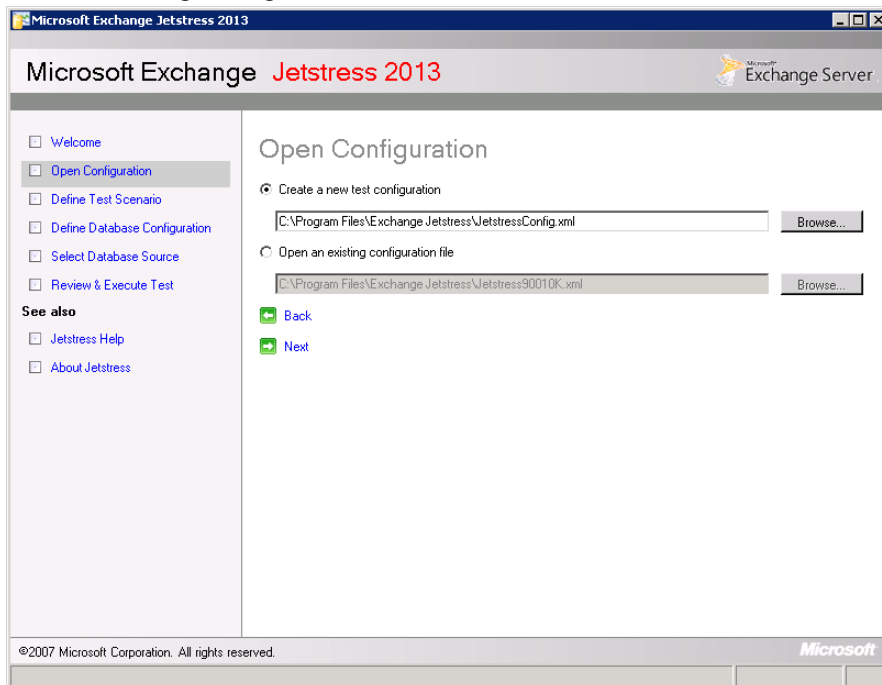 Microsoft Exchange Jetstress 2013
Microsoft Exchange Jetstress 2013
Microsoft
Exchange Server
Welcome
Open Configuration
Define Test Scenario
Define Database Configuration
Select Database Source
Review & Execute Test
See also
Jetstress Help
About Jetstress
Open Configuration
Create a new test configuration
C:\Program Files\Exchange Jetstress\JetstressConfig.xml
Browse...
Open an existing configuration file
C:\Program Files\Exchange Jetstress\Jetstress90010K.xml
Browse...
Back
Next
©2007 Microsoft Corporation. All rights reserved.
Microsoft